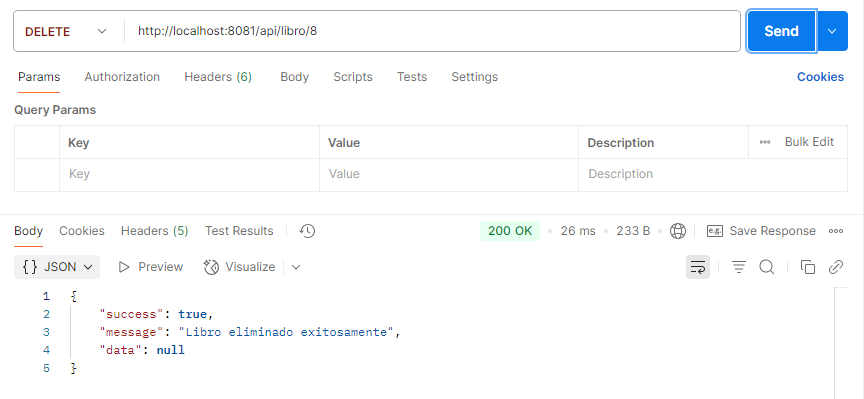 DELETE http://localhost:8081/api/libro/8 Send
Params Authorization Headers (6) Body Scripts Tests Settings Cookies
Query Params
Key Value Description Bulk Edit
Key Value Description
Body Cookies Headers (5) Test Results 200 OK 26 ms 233 B e.g. Save Response
{} JSON Preview Visualize
1 {
2 "success": true,
3 "message": "Libro eliminado exitosamente",
4 "data": null
5 }